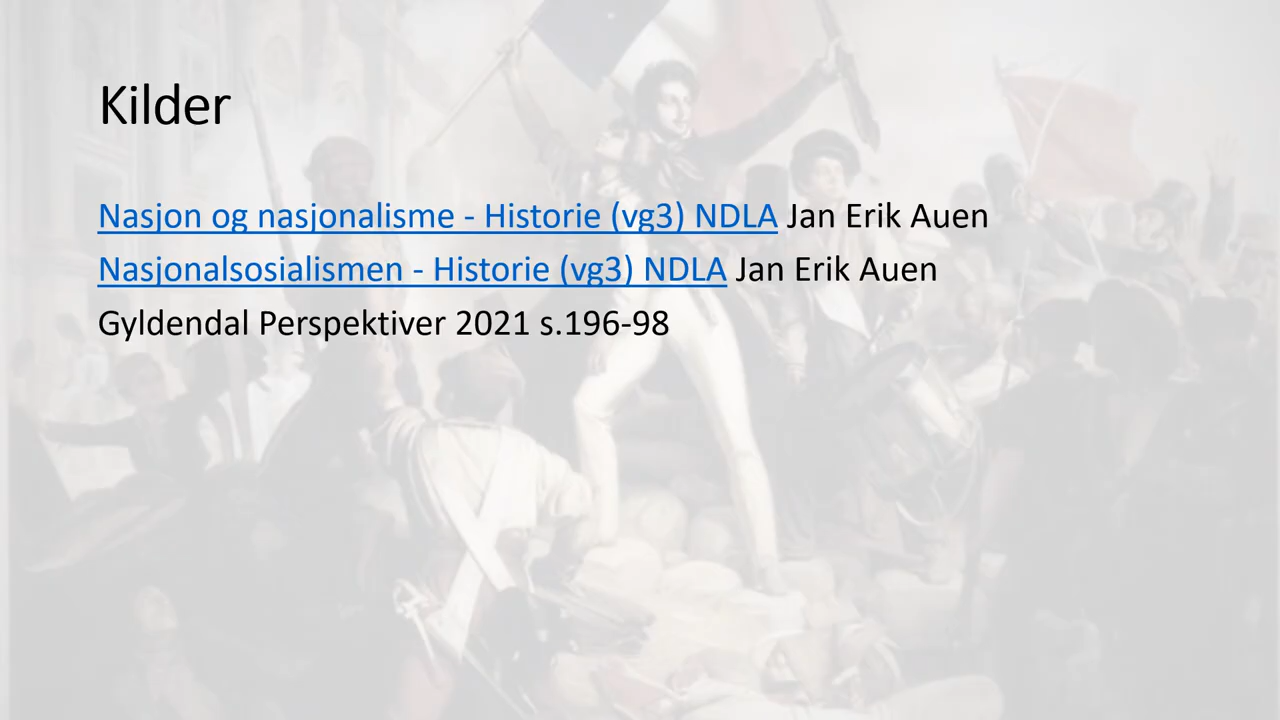 Kilder
Nasjon og nasjonalisme - Historie (vg3) NDLA Jan Erik Auen
Nasjonalsosialismen - Historie (vg3) NDLA Jan Erik Auen
Gyldendal Perspektiver 2021 s.196-98